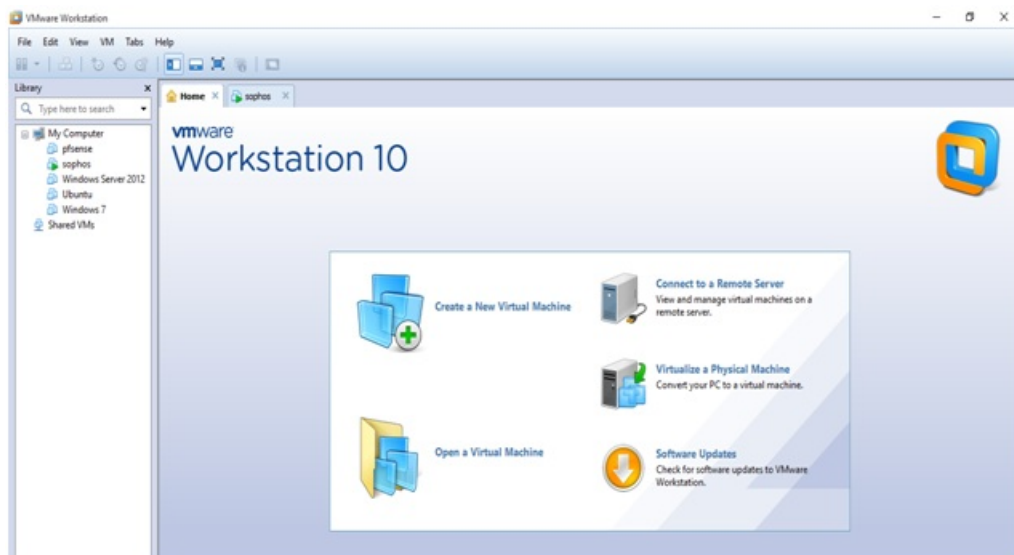 VMware Workstation
File Edit View VM Tabs Help
Library
Type here to search
My Computer
pfsense
sophos
Windows Server 2012
Ubuntu
Windows 7
Shared VMs
Home
sophos
vmware
Workstation 10
Create a New Virtual Machine
Open a Virtual Machine
Connect to a Remote Server
View and manage virtual machines on a
remote server.
Virtualize a Physical Machine
Convert your PC to a virtual machine.
Software Updates
Check for software updates to VMware
Workstation.